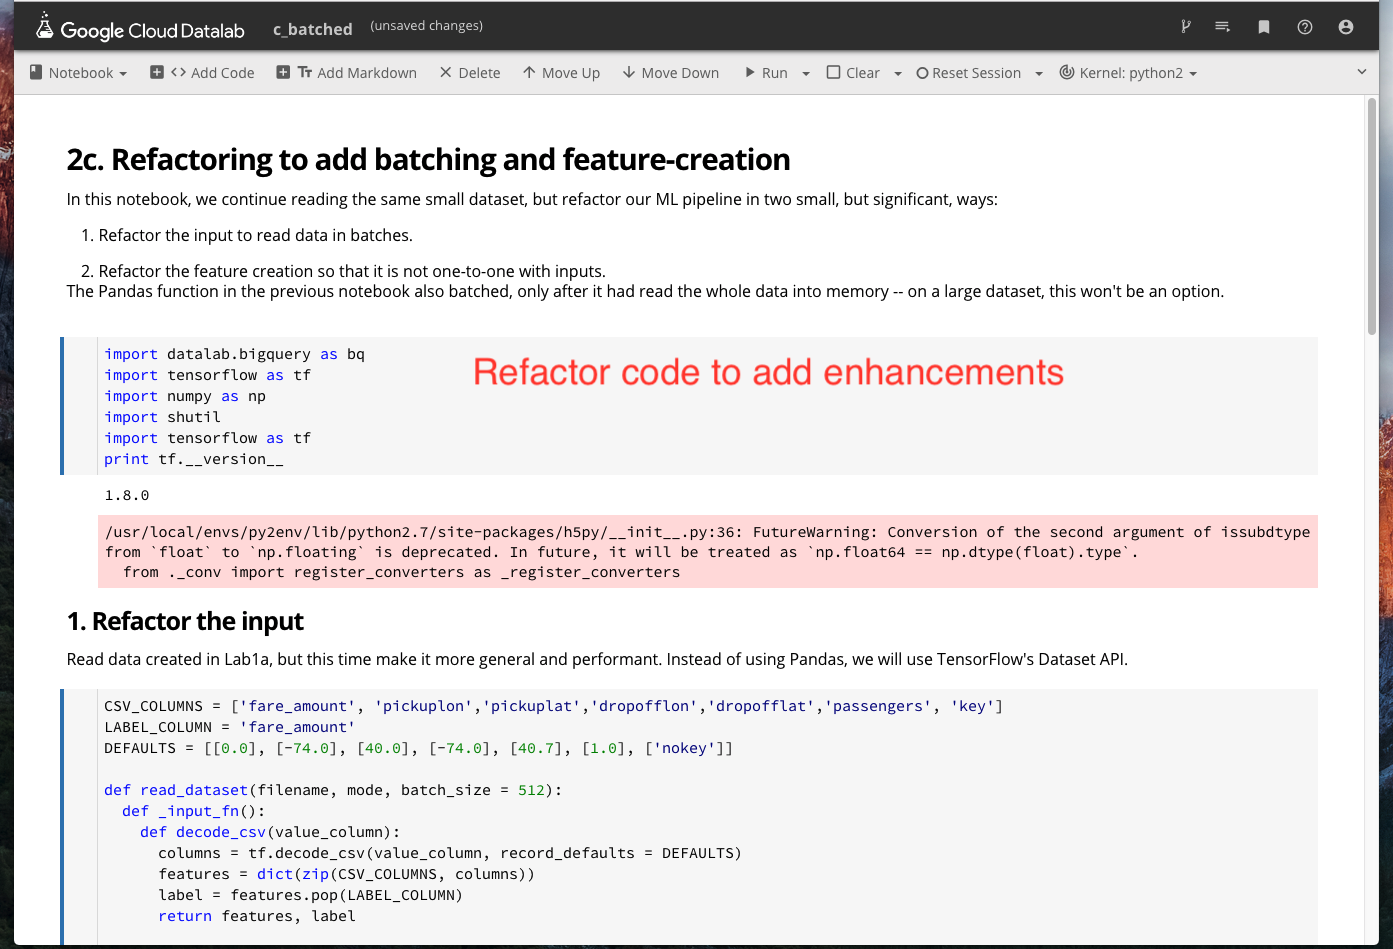 Google Cloud Datalab c_batched (unsaved changes)
Notebook <> Add Code Tт Add Markdown Delete Move Up Move Down Run Clear Reset Session Kernel: python2
2c. Refactoring to add batching and feature-creation
In this notebook, we continue reading the same small dataset, but refactor our ML pipeline in two small, but significant, ways:
1. Refactor the input to read data in batches.
2. Refactor the feature creation so that it is not one-to-one with inputs.
The Pandas function in the previous notebook also batched, only after it had read the whole data into memory -- on a large dataset, this won't be an option.
import datalab.bigquery as bq
import tensorflow as tf
Refactor code to add enhancements
import numpy as np
import shutil
import tensorflow as tf
print tf.__version__
1.8.0
/usr/local/envs/py2env/lib/python2.7/site-packages/h5py/__init__.py:36: FutureWarning: Conversion of the second argument of issubdtype
from `float` to `np.floating` is deprecated. In future, it will be treated as `np.float64 == np.dtype(float).type`.
from ._conv import register_converters as _register_converters
1. Refactor the input
Read data created in Lab1a, but this time make it more general and performant. Instead of using Pandas, we will use TensorFlow's Dataset API.
CSV_COLUMNS = ['fare_amount', 'pickuplon','pickuplat','dropofflon','dropofflat','passengers', 'key']
LABEL_COLUMN = 'fare_amount'
DEFAULTS = [[0.0], [-74.0], [40.0], [-74.0], [40.7], [1.0], ['nokey']]
def read_dataset(filename, mode, batch_size = 512):
def _input_fn():
def decode_csv(value_column):
columns = tf.decode_csv(value_column, record_defaults = DEFAULTS)
features = dict(zip(CSV_COLUMNS, columns))
label = features.pop(LABEL_COLUMN)
return features, label